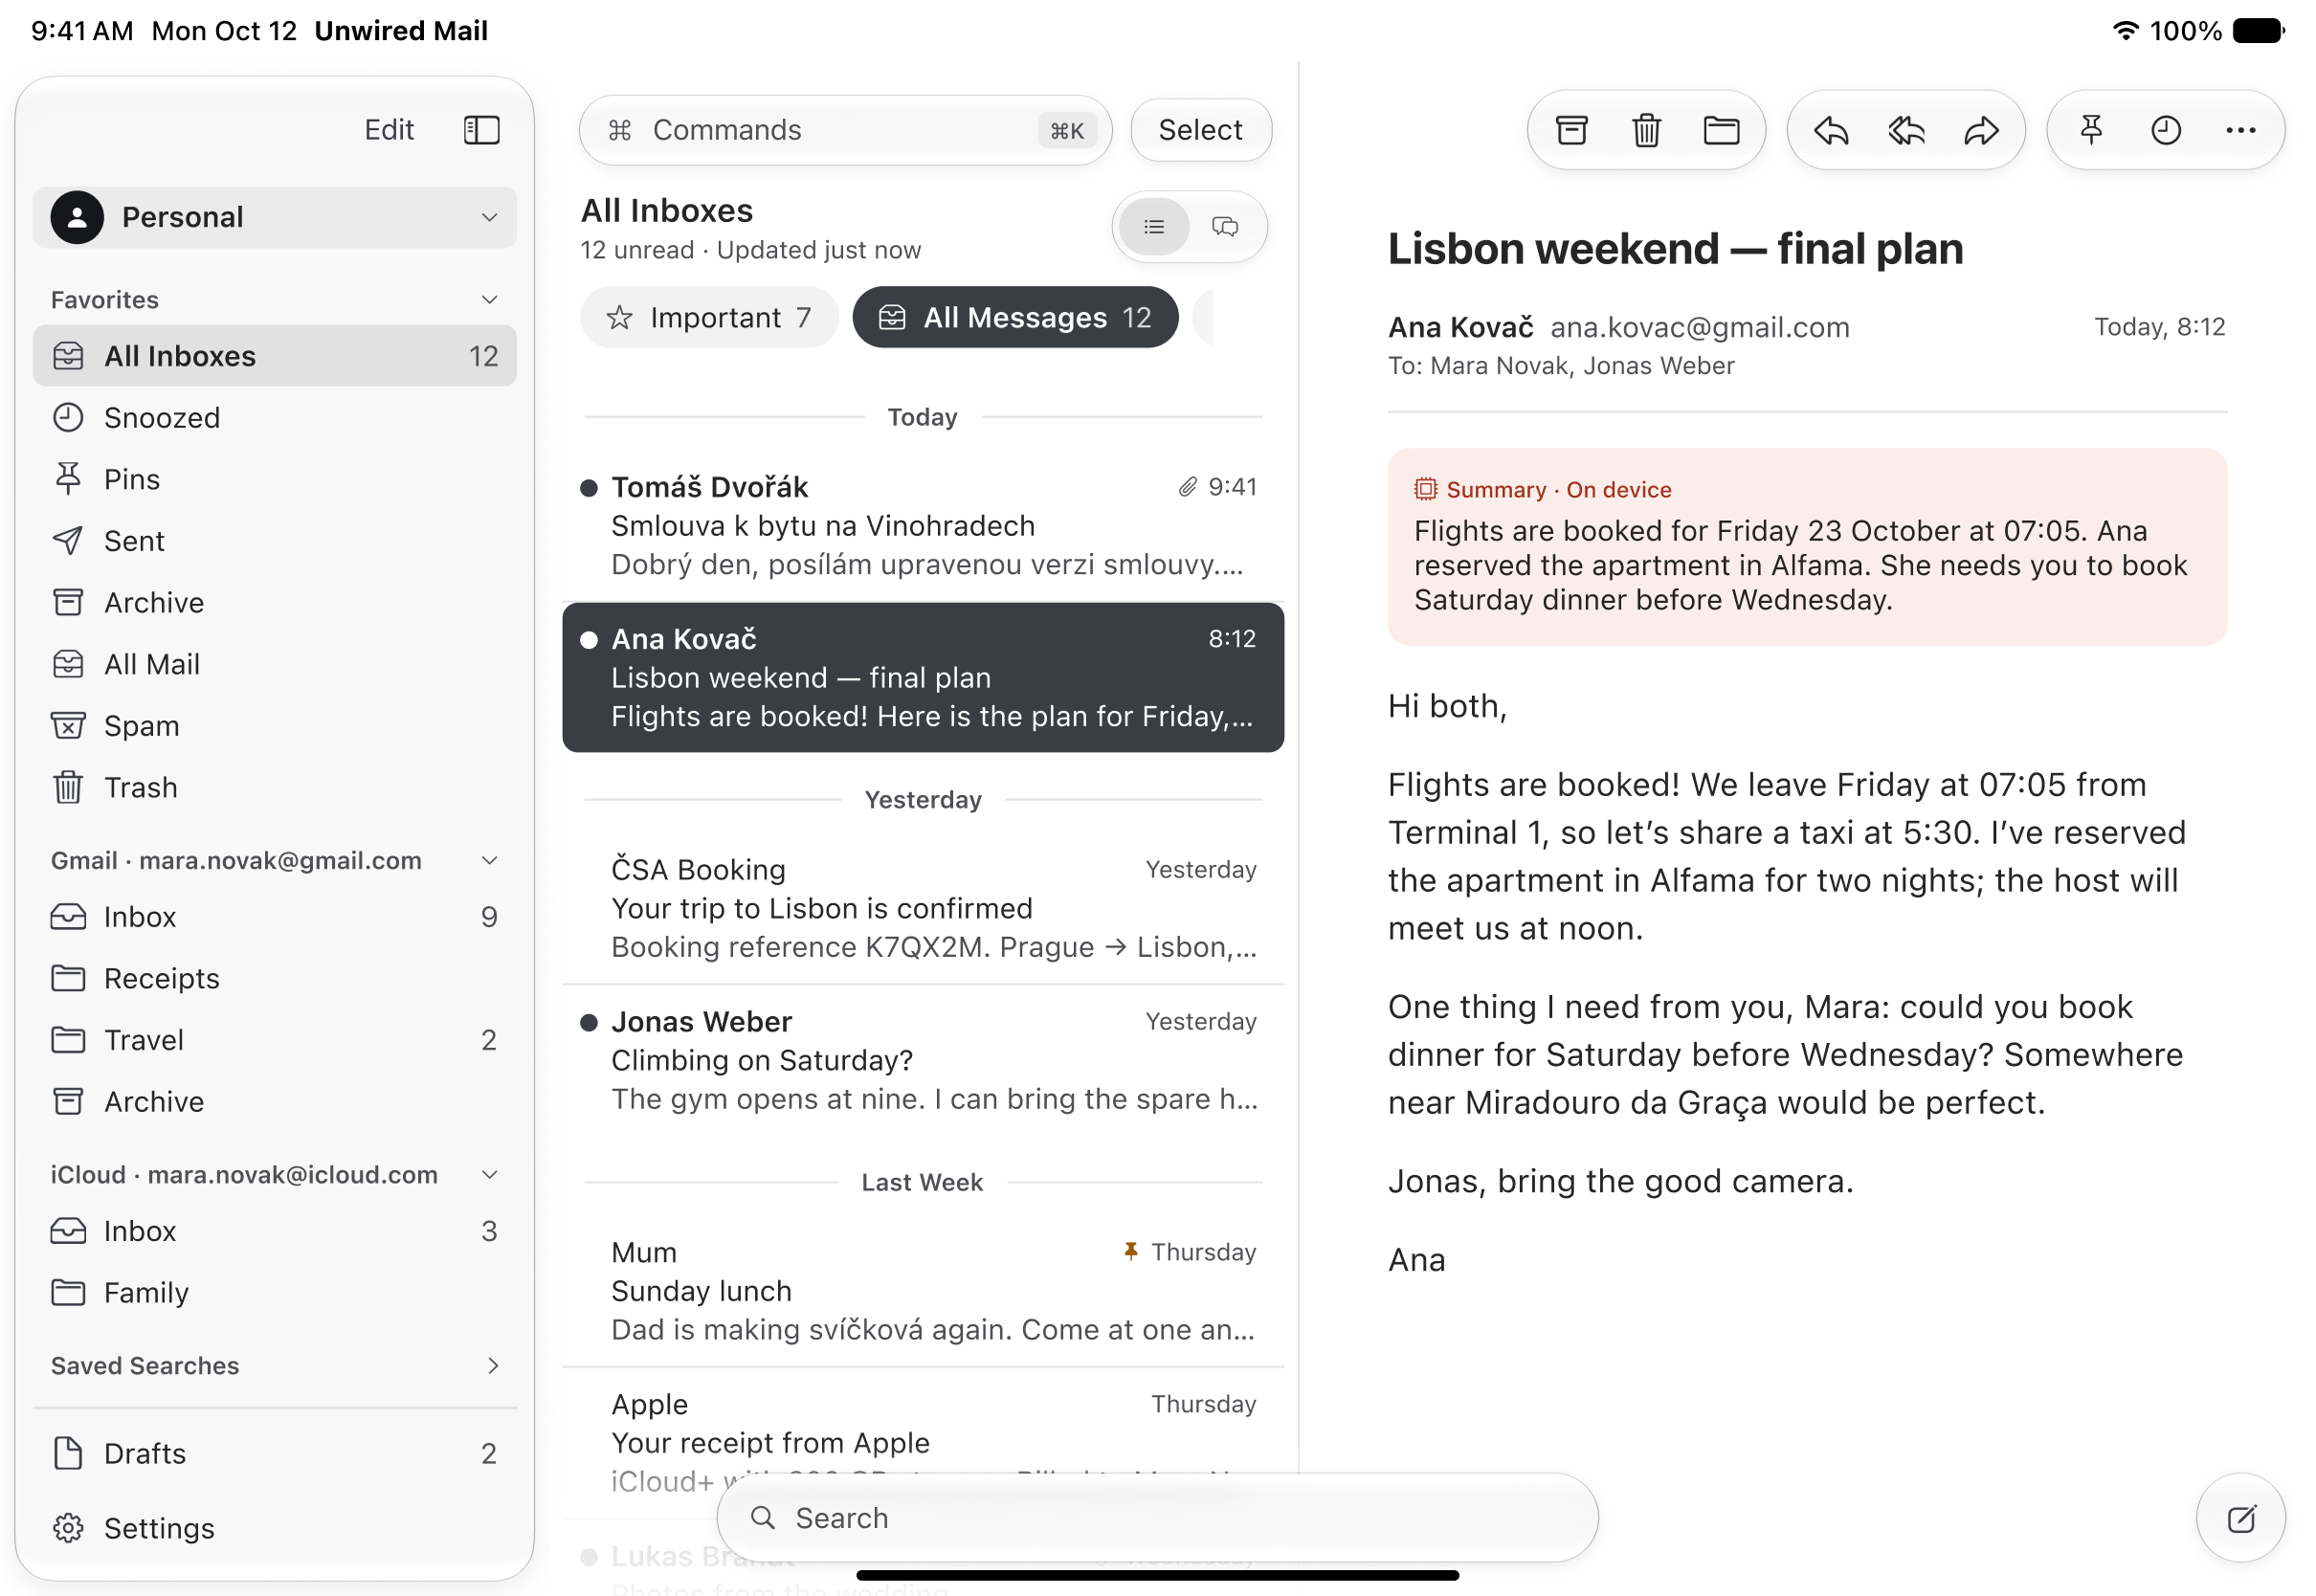 9:41 AM Mon Oct 12 Unwired Mail
100%
Edit
Personal
Favorites
All Inboxes 12
Snoozed
Pins
Sent
Archive
All Mail
Spam
Trash
Gmail · mara.novak@gmail.com
Inbox 9
Receipts
Travel 2
Archive
iCloud · mara.novak@icloud.com
Inbox 3
Family
Saved Searches
Drafts 2
Settings
⌘ Commands ⌘K
Select
All Inboxes
12 unread · Updated just now
Important 7
All Messages 12
Today
Tomáš Dvořák 9:41
Smlouva k bytu na Vinohradech
Dobrý den, posílám upravenou verzi smlouvy....
Ana Kovač 8:12
Lisbon weekend — final plan
Flights are booked! Here is the plan for Friday,...
Yesterday
ČSA Booking Yesterday
Your trip to Lisbon is confirmed
Booking reference K7QX2M. Prague → Lisbon,...
Jonas Weber Yesterday
Climbing on Saturday?
The gym opens at nine. I can bring the spare h...
Last Week
Mum Thursday
Sunday lunch
Dad is making svíčková again. Come at one an...
Apple Thursday
Your receipt from Apple
iCloud+
Lukas
Search
Lisbon weekend — final plan
Ana Kovač ana.kovac@gmail.com Today, 8:12
To: Mara Novak, Jonas Weber
Summary · On device
Flights are booked for Friday 23 October at 07:05. Ana
reserved the apartment in Alfama. She needs you to book
Saturday dinner before Wednesday.
Hi both,
Flights are booked! We leave Friday at 07:05 from
Terminal 1, so let’s share a taxi at 5:30. I’ve reserved
the apartment in Alfama for two nights; the host will
meet us at noon.
One thing I need from you, Mara: could you book
dinner for Saturday before Wednesday? Somewhere
near Miradouro da Graça would be perfect.
Jonas, bring the good camera.
Ana